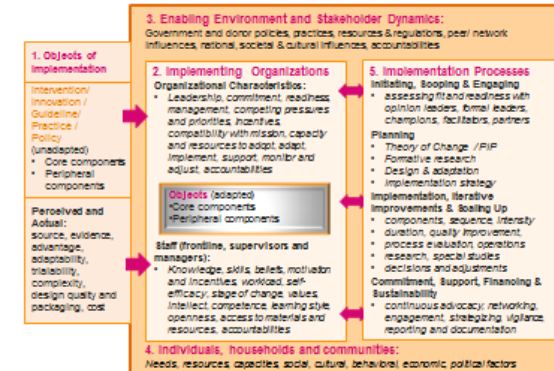 3. Enabling Environment and Stakeholder Dynamics:
Government and donor policies, practices, resources & regulations, peer/ network
influences, national, societal & cultural influences, accountabilities
1. Objects of
Implementation
Intervention/
Innovation /
Guideline/
Practice /
Policy
(unadapted)
• Core components
• Peripheral
components
Perceived and
Actual:
source, evidence,
advantage,
adaptability,
trialability,
complexity,
design quality and
packaging, cost
2. Implementing Organizations
Organizational Characteristics:
• Leadership, commitment, readiness,
management, competing pressures
and priorities, incentives,
compatibility with mission, capacity
and resources to adopt, adapt,
implement, support, monitor and
adjust, accountabilities
Objects (adapted)
•Core components
•Peripheral components
Staff (frontline, supervisors and
managers):
• Knowledge, skills, beliefs, motivation
and incentives, workload, self-
efficacy, stage of change, values,
intellect, competence, learning style,
openness, access to materials and
resources, accountabilities
5. Implementation Processes
Initiating, Scoping & Engaging
• assessing fit and readiness with
opinion leaders, formal leaders,
champions, facilitators, partners
Planning
• Theory of Change / PIP
• Formative research
• Design & adaptation
• Implementation strategy
Implementation, Iterative
Improvements & Scaling Up
• components, sequence, intensity
• duration, quality improvement,
• process evaluation, operations
• research, special studies
• decisions and adjustments
Commitment, Support, Financing &
Sustainability
• continuous advocacy, networking,
engagement, strategizing, vigilance,
reporting and documentation
4. Individuals, households and communities:
Needs, resources, capacities, social, cultural, behavioral, economic, political factors